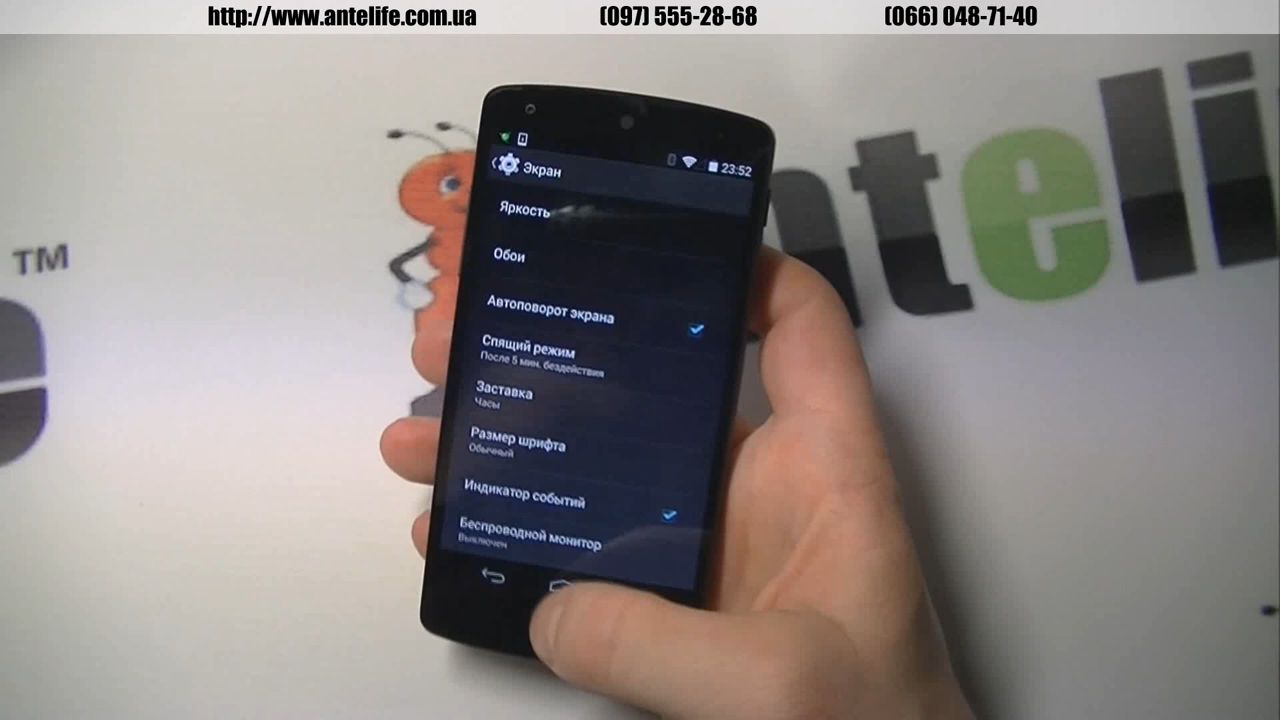 http://www.antelife.com.ua (097) 555-28-68 (066) 048-71-40
TM
nteli
23:52
Экран
Яркость
Обои
Автоповорот экрана
Спящий режим
После 5 мин. бездействия
Заставка
Часы
Размер шрифта
Обычный
Индикатор событий
Беспроводной монитор
Выключен